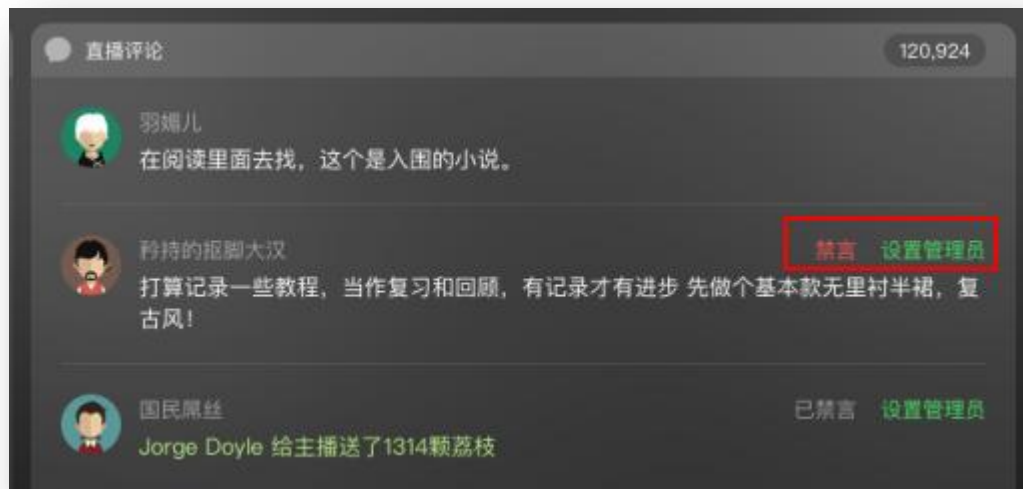 直播评论 120,924
羽媚儿
在阅读里面去找，这个是入围的小说。
矜持的抠脚大汉 禁言 设置管理员
打算记录一些教程，当作复习和回顾，有记录才有进步 先做个基本款无里衬半裙，复
古风！
国民屌丝 已禁言 设置管理员
Jorge Doyle 给主播送了1314颗荔枝